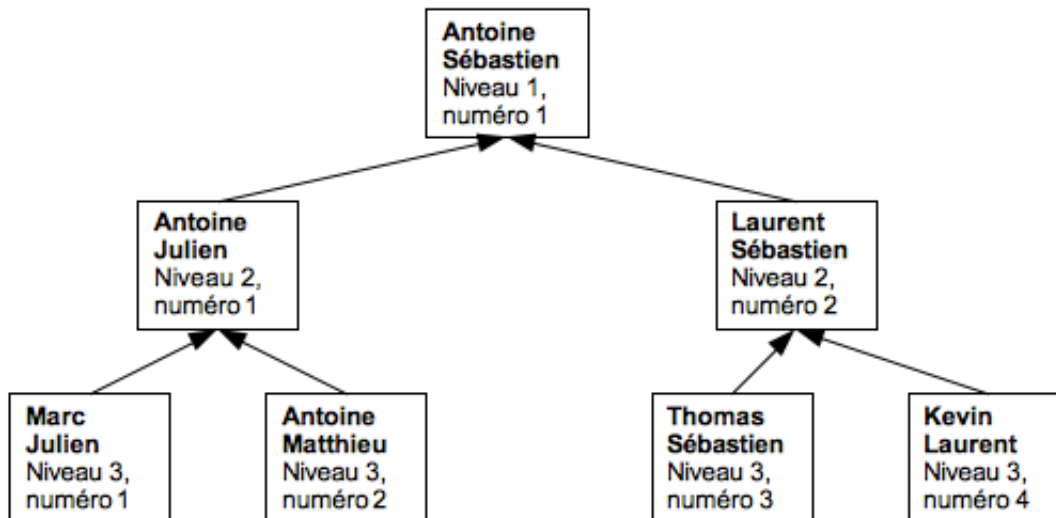 Antoine
Sébastien
Niveau 1,
numéro 1
Antoine
Julien
Niveau 2,
numéro 1
Laurent
Sébastien
Niveau 2,
numéro 2
Marc
Julien
Niveau 3,
numéro 1
Antoine
Matthieu
Niveau 3,
numéro 2
Thomas
Sébastien
Niveau 3,
numéro 3
Kevin
Laurent
Niveau 3,
numéro 4